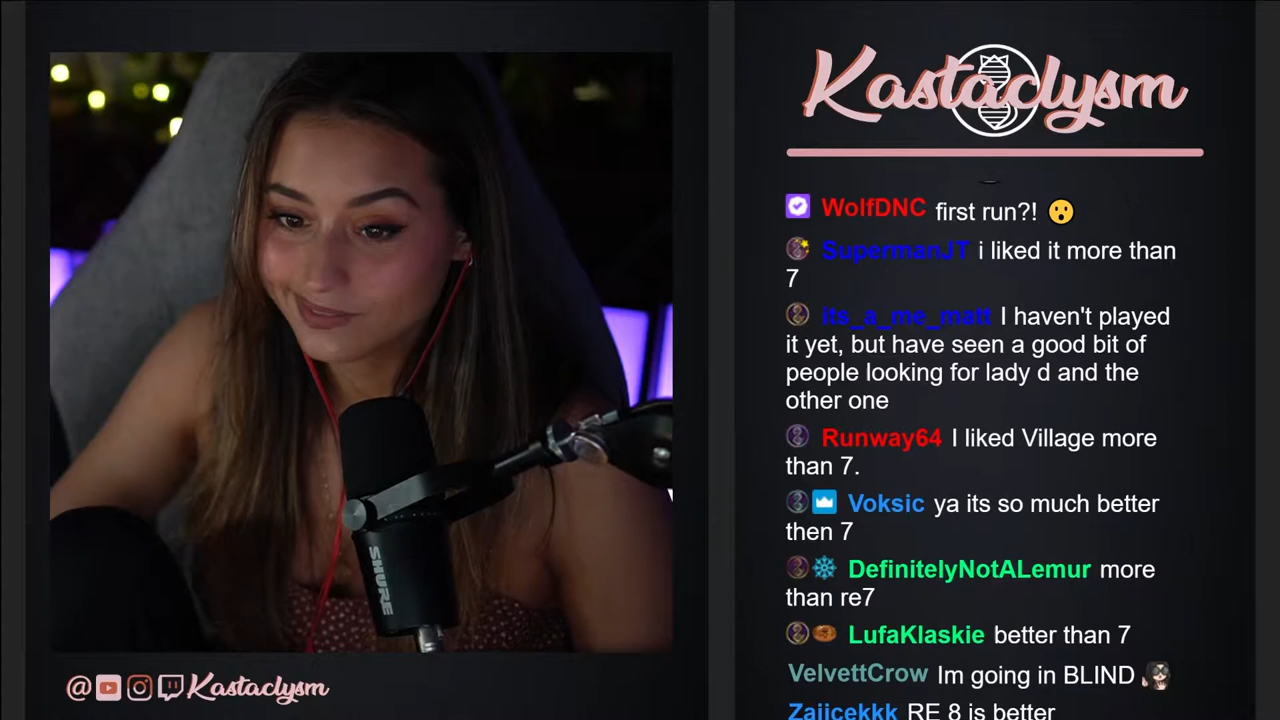 Kastaclysm
WolfDNC first run?! 😮
SupermanJT i liked it more than
7
its_a_me_matt I haven't played
it yet, but have seen a good bit of
people looking for lady d and the
other one
Runway64 I liked Village more
than 7.
Voksic ya its so much better
then 7
DefinitelyNotALemur more
than re7
LufaKlaskie better than 7
VelvettCrow Im going in BLIND
Zajicekkk RE 8 is better
SHURE
@ Kastaclysm